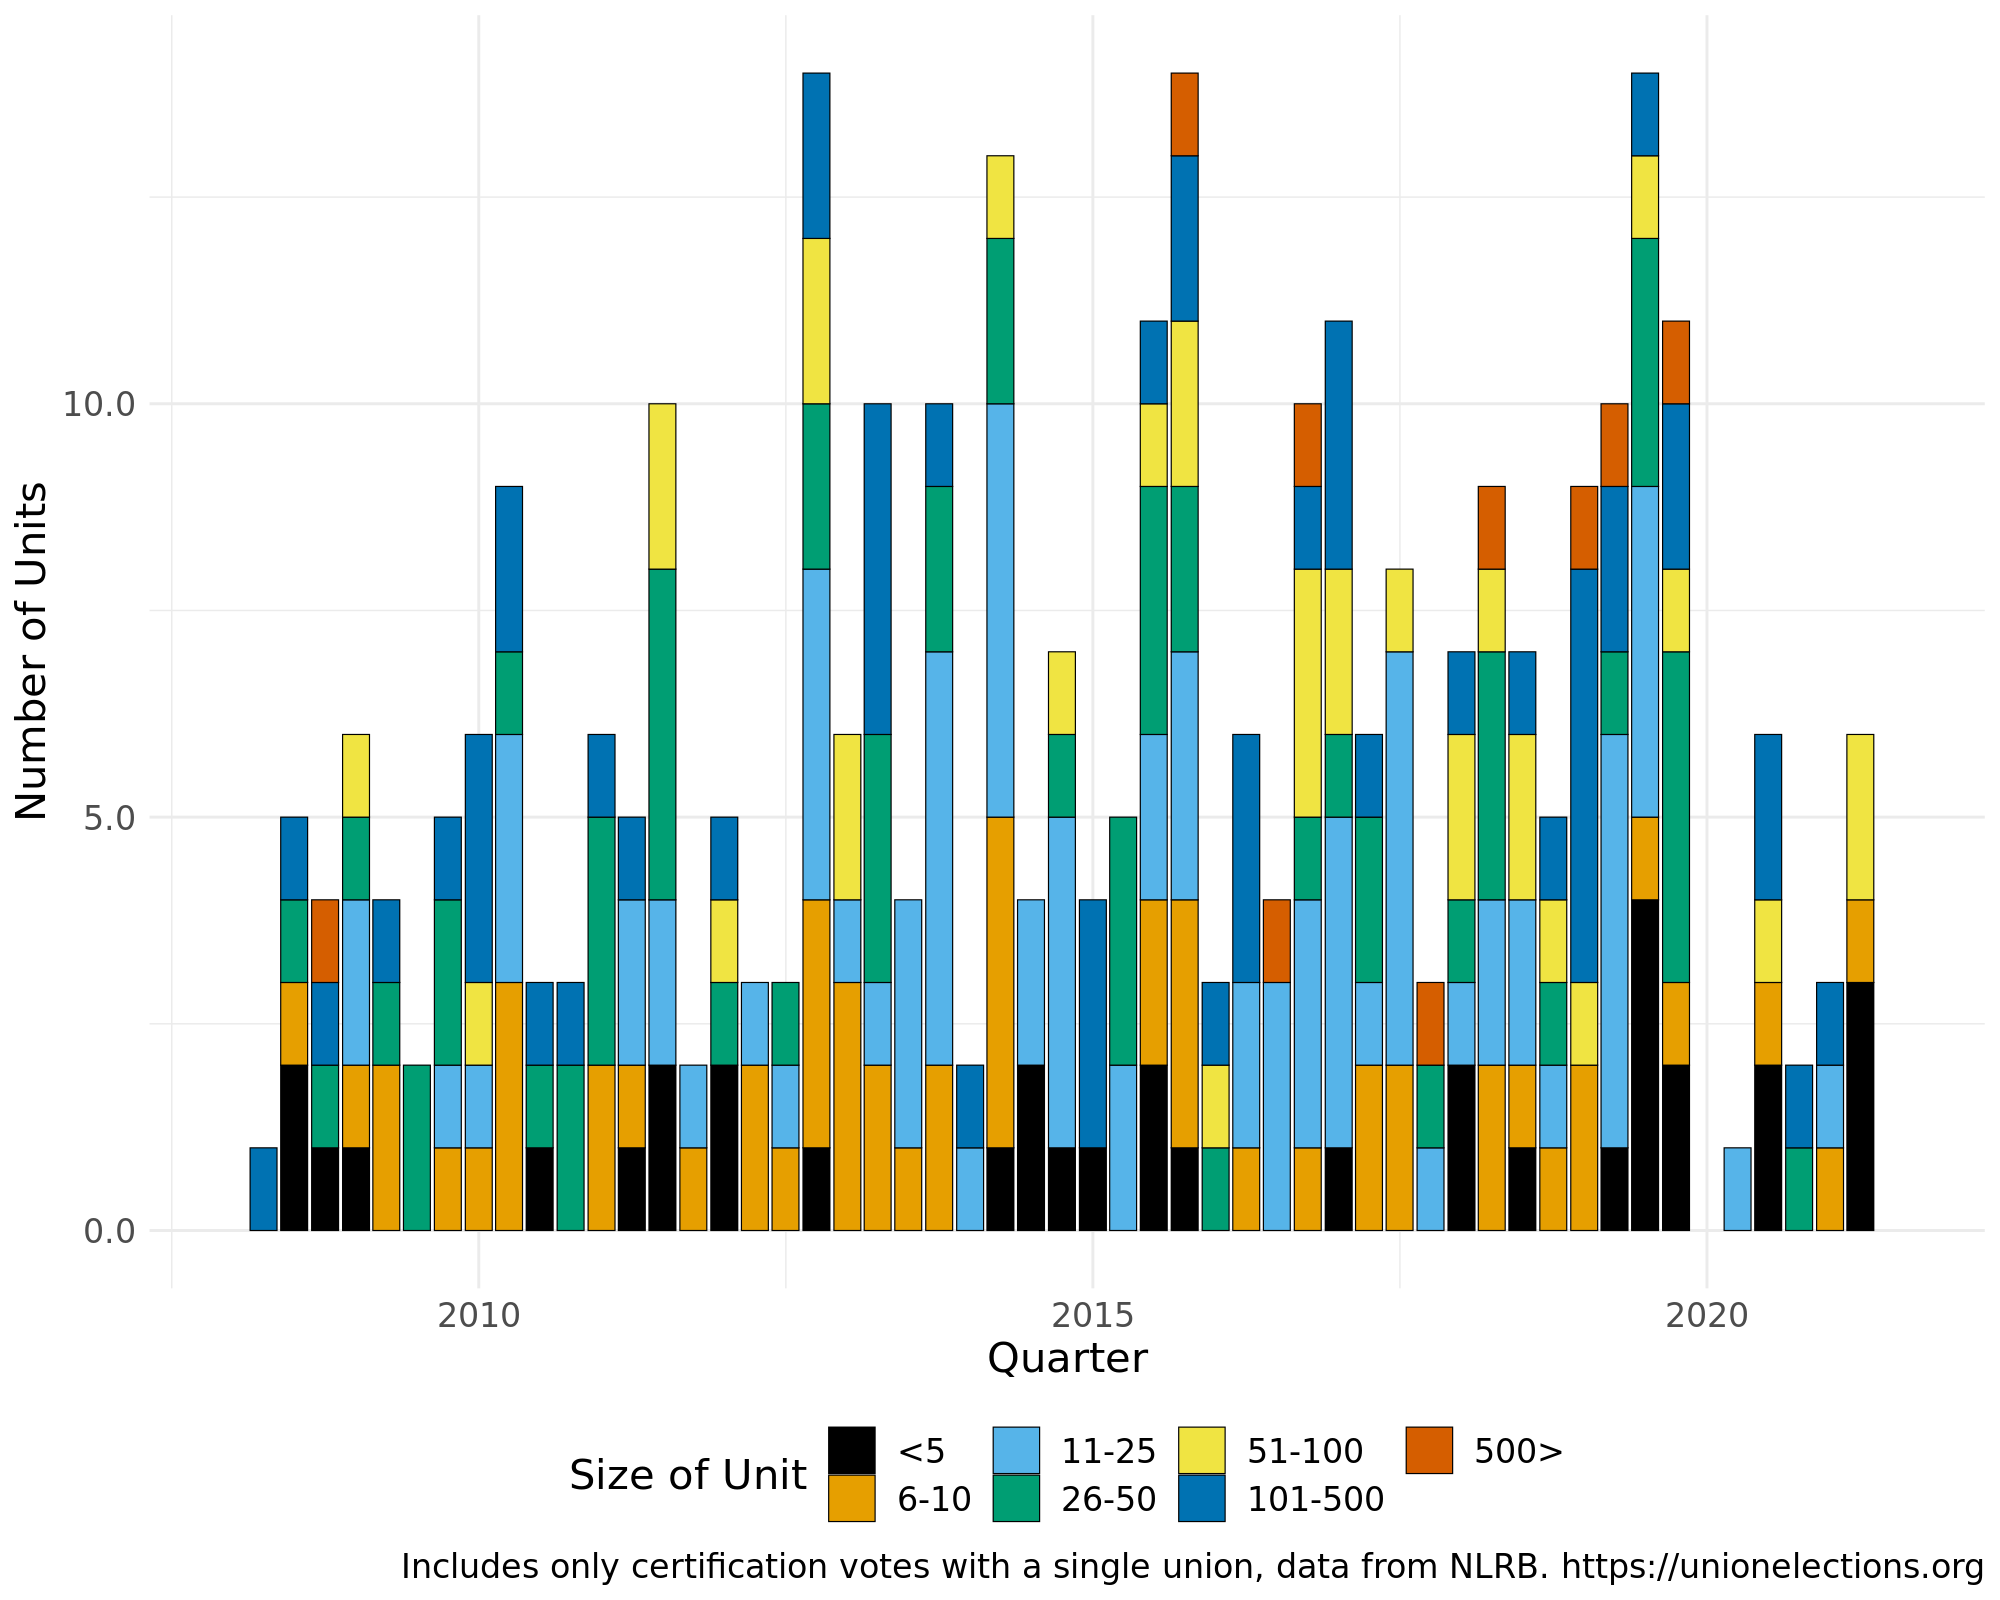 Number of Units
10.0
5.0
0.0
2010 2015 2020
Quarter
Size of Unit
<5 11-25 51-100 500>
6-10 26-50 101-500
Includes only certification votes with a single union, data from NLRB. https://unionelections.org